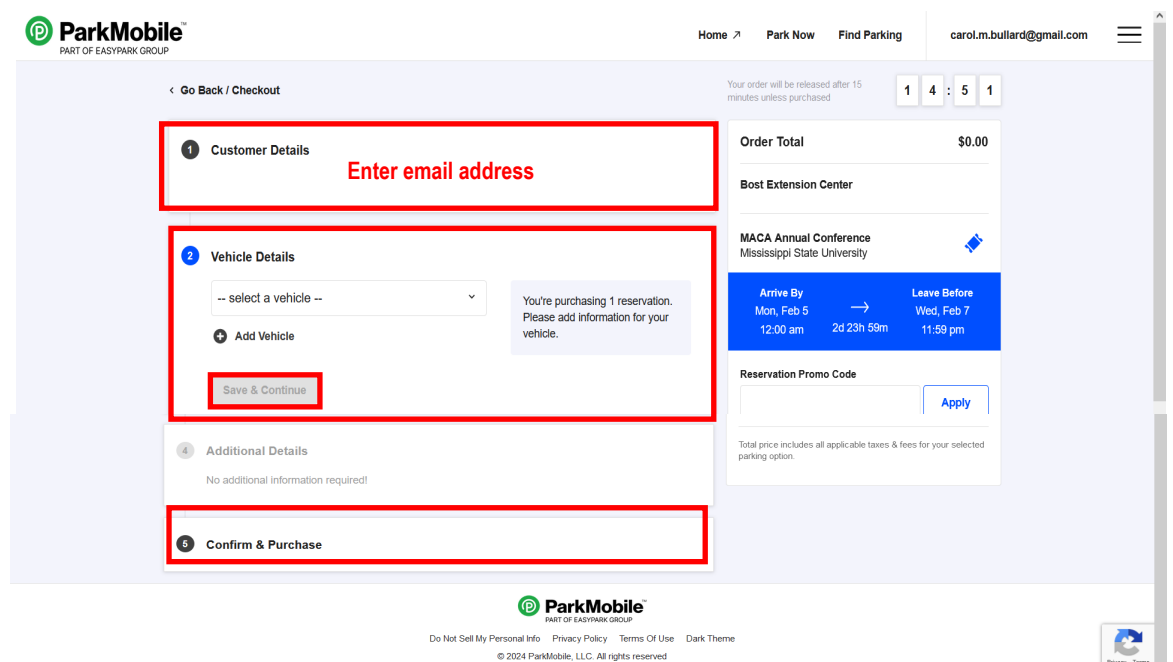 ParkMobile™
PART OF EASYPARK GROUP
Home ↗ Park Now Find Parking carol.m.bullard@gmail.com
< Go Back / Checkout
Your order will be released after 15
minutes unless purchased
1 4 : 5 1
1 Customer Details
Enter email address
2 Vehicle Details
-- select a vehicle --
Add Vehicle
You're purchasing 1 reservation.
Please add information for your
vehicle.
Save & Continue
4 Additional Details
No additional information required!
5 Confirm & Purchase
Order Total $0.00
Bost Extension Center
MACA Annual Conference
Mississippi State University
Arrive By
Mon, Feb 5
12:00 am
→
2d 23h 59m
Leave Before
Wed, Feb 7
11:59 pm
Reservation Promo Code
Apply
Total price includes all applicable taxes & fees for your selected
parking option.
ParkMobile™
PART OF EASYPARK GROUP
Do Not Sell My Personal Info Privacy Policy Terms Of Use Dark Theme
© 2024 ParkMobile, LLC. All rights reserved